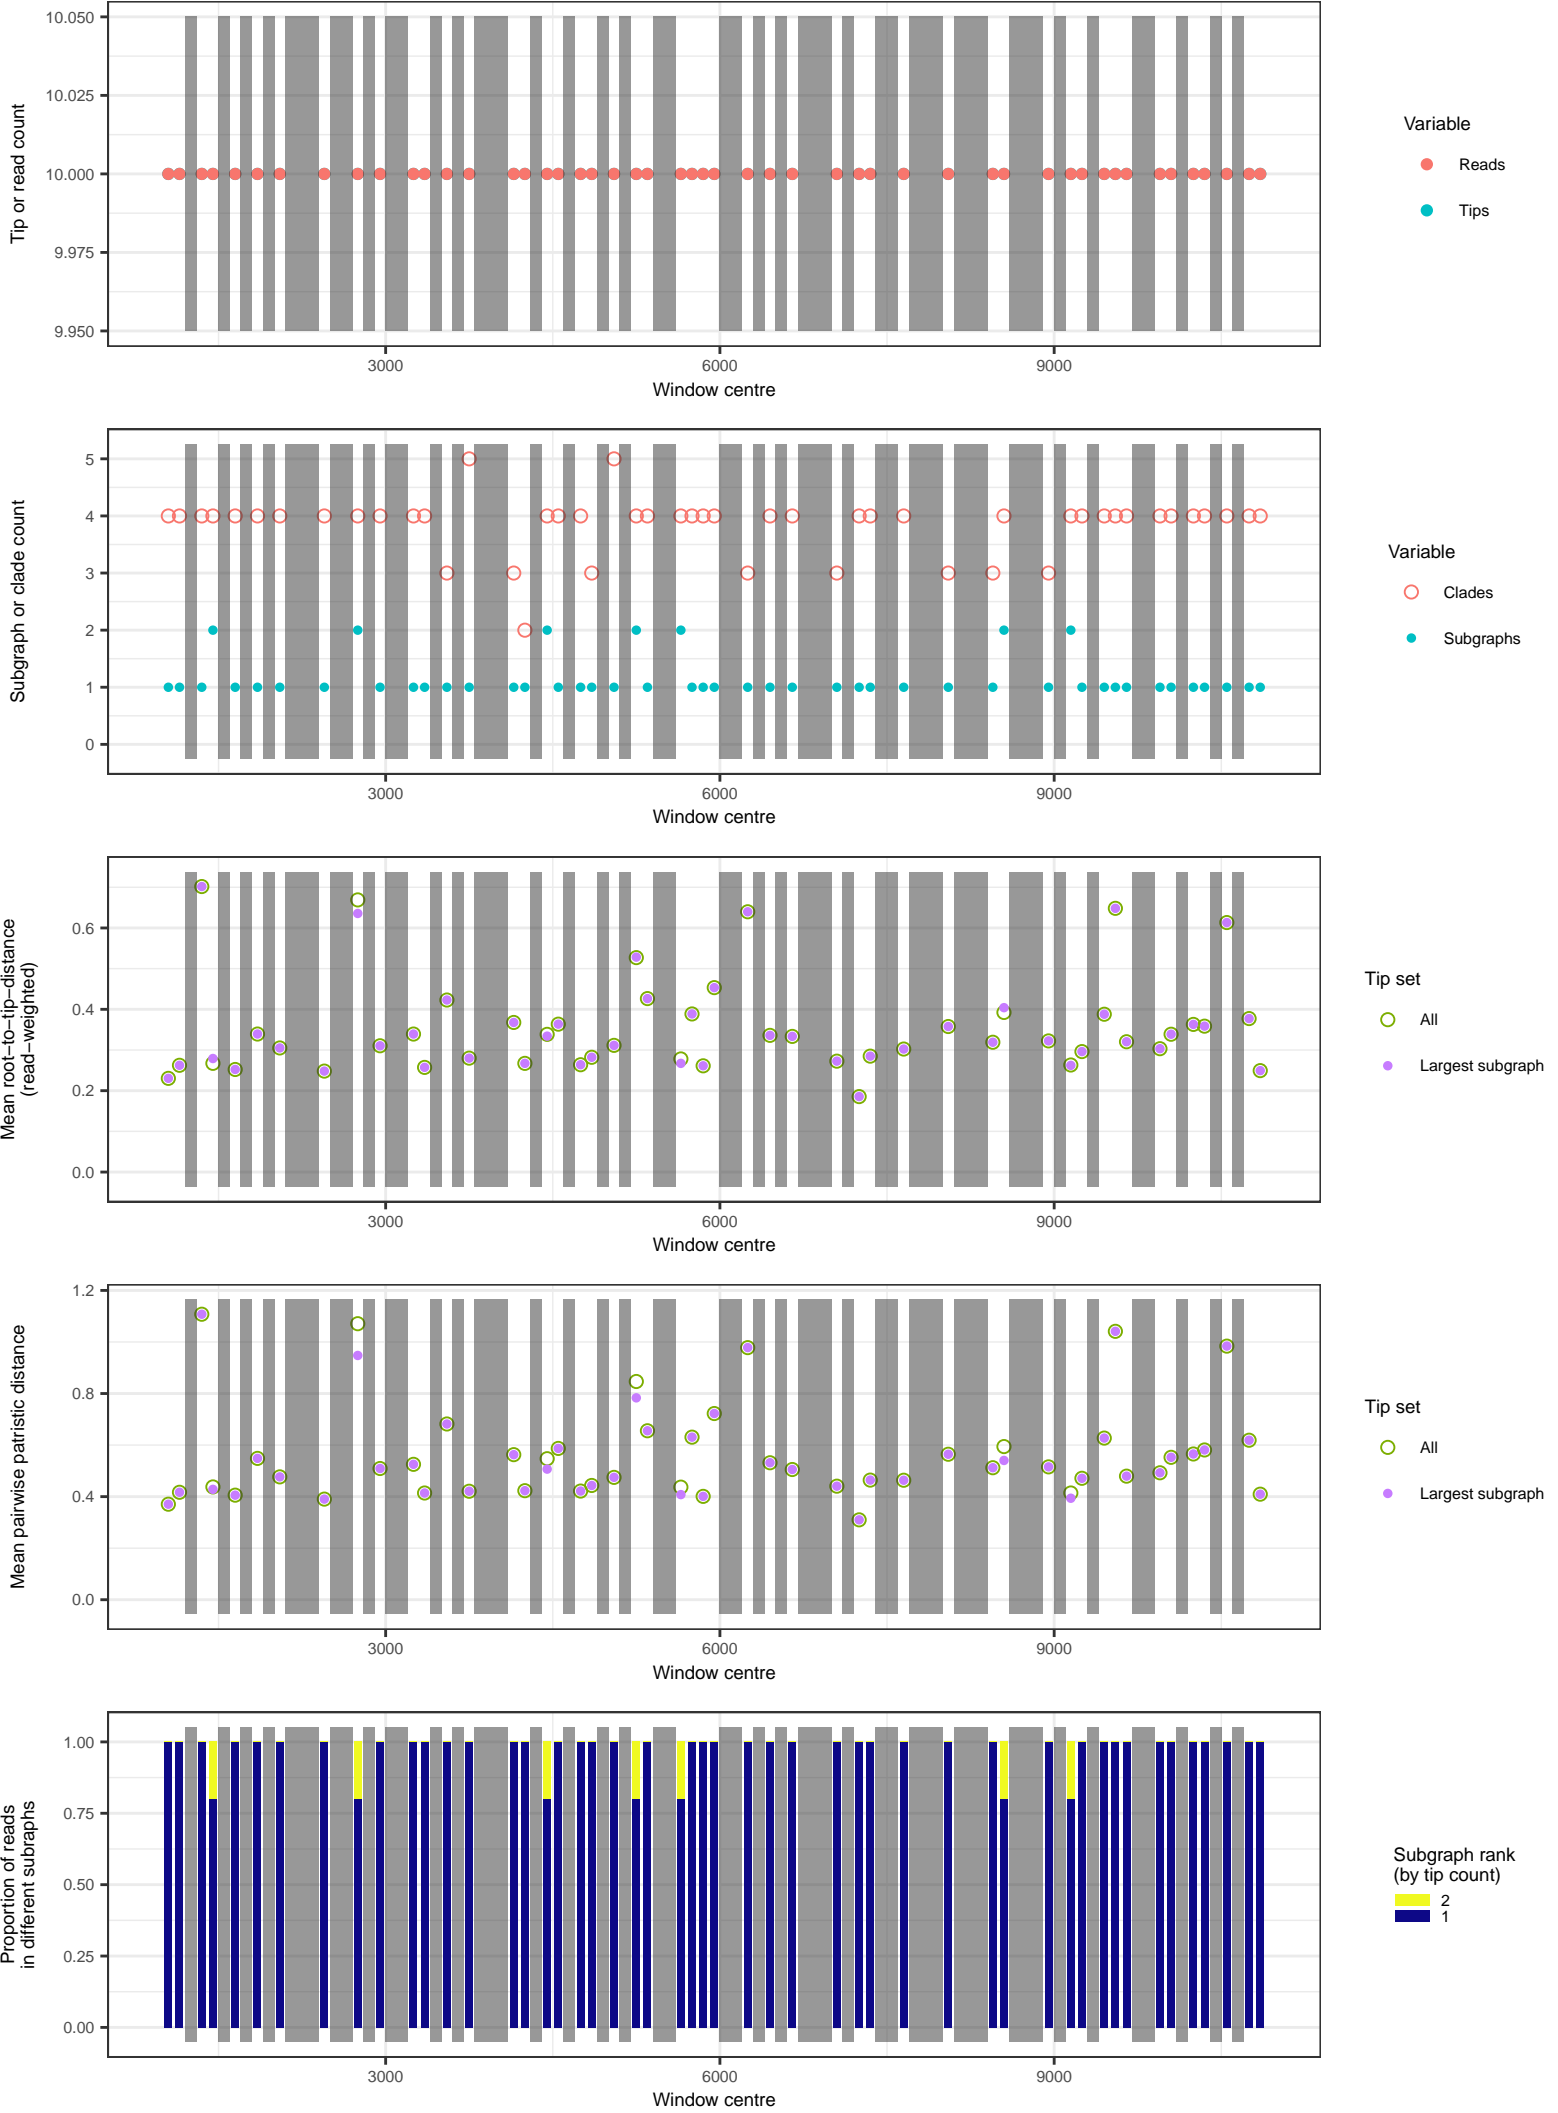 10.050
10.025
10.000
9.975
9.950
Tip or read count
3000
6000
9000
Window centre
Variable
Reads
Tips
5
4
3
2
1
0
Subgraph or clade count
3000
6000
9000
Window centre
Variable
Clades
Subgraphs
0.6
0.4
0.2
0.0
Mean root−to−tip−distance
(read−weighted)
3000
6000
9000
Window centre
Tip set
All
Largest subgraph
1.2
0.8
0.4
0.0
Mean pairwise patristic distance
3000
6000
9000
Window centre
Tip set
All
Largest subgraph
1.00
0.75
0.50
0.25
0.00
Proportion of reads
in different subraphs
3000
6000
9000
Window centre
Subgraph rank
(by tip count)
2
1